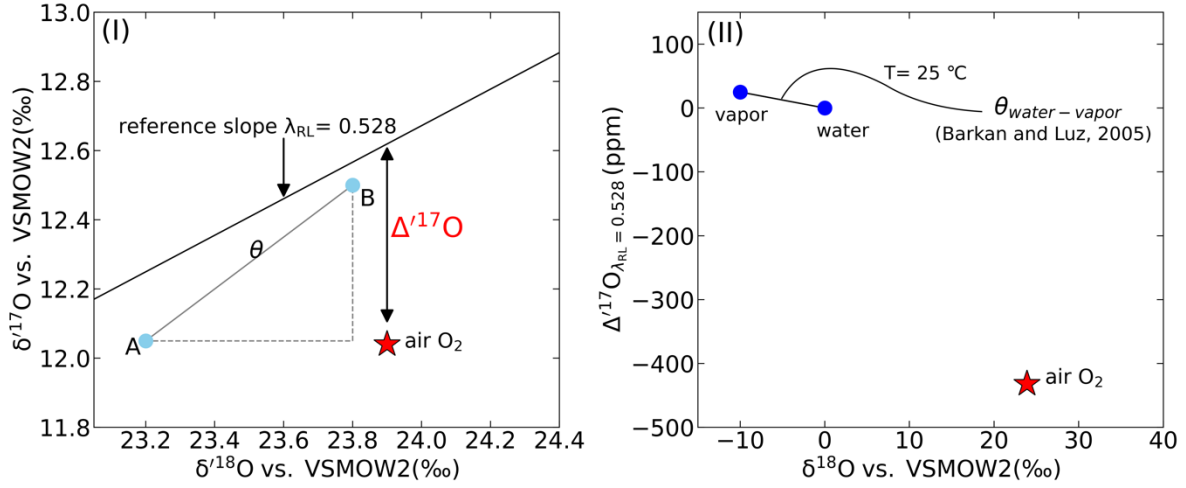 (I)
13.0
12.8
12.6
12.4
12.2
12.0
11.8
δ′¹⁷O vs. VSMOW2(‰)
reference slope λ_RL = 0.528
θ
A
B
Δ′¹⁷O
air O₂
23.2 23.4 23.6 23.8 24.0 24.2 24.4
δ′¹⁸O vs. VSMOW2(‰)
(II)
100
0
−100
−200
−300
−400
−500
Δ′¹⁷O_λRL = 0.528 (ppm)
T= 25 ℃
vapor
water
θ_water−vapor
(Barkan and Luz, 2005)
air O₂
−10 0 10 20 30 40
δ¹⁸O vs. VSMOW2(‰)